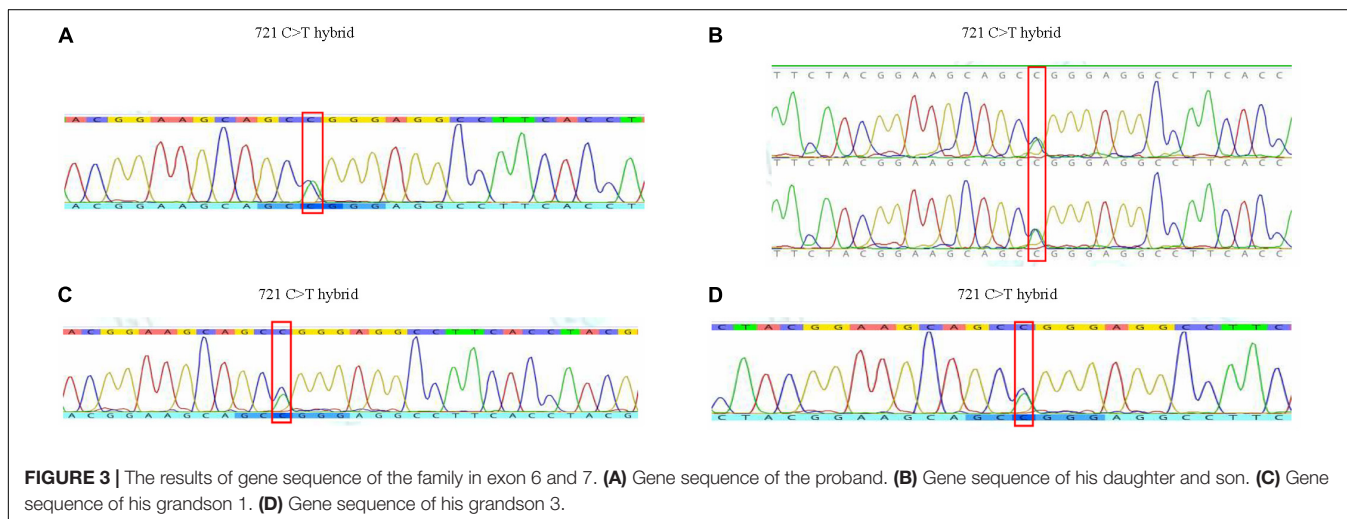 A
721 C>T hybrid
A C G G A A G C A G C C G G G A G G C C T T C A C C T
A C G G A A G C A G C C G G G A G G C C T T C A C C T
B
721 C>T hybrid
T T C T A C G G A A G C A G C C G G G A G G C C T T C A C C
T T C T A C G G A A G C A G C C G G G A G G C C T T C A C C
T T C T A C G G A A G C A G C C G G G A G G C C T T C A C C
C
721 C>T hybrid
A C G G A A G C A G C C G G G A G G C C T T C A C C T A C G
A C G G A A G C A G C C G G G A G G C C T T C A C C T A C G
D
721 C>T hybrid
C T A C G G A A G C A G C C G G G A G G C C T T C
C T A C G G A A G C A G C C G G G A G G C C T T C
FIGURE 3 | The results of gene sequence of the family in exon 6 and 7. (A) Gene sequence of the proband. (B) Gene sequence of his daughter and son. (C) Gene
sequence of his grandson 1. (D) Gene sequence of his grandson 3.